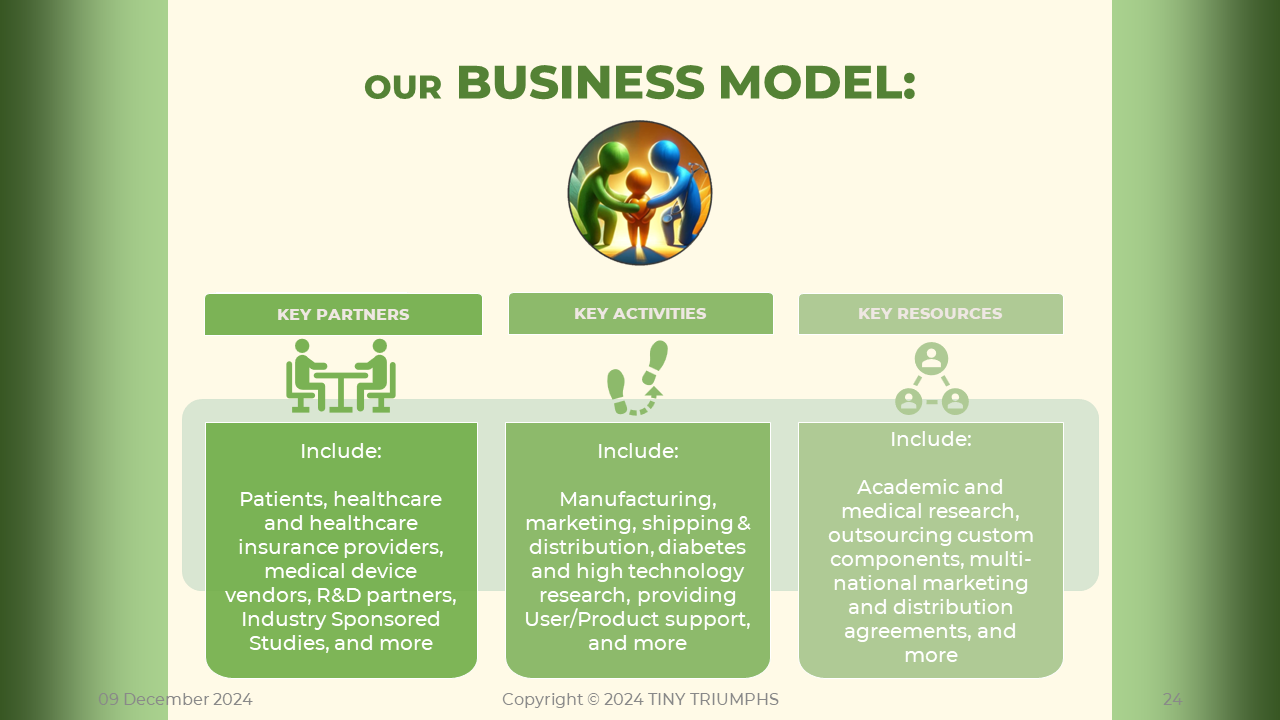 OUR BUSINESS MODEL:
KEY PARTNERS
KEY ACTIVITIES
KEY RESOURCES
Include:
Patients, healthcare
and healthcare
insurance providers,
medical device
vendors, R&D partners,
Industry Sponsored
Studies, and more
Include:
Manufacturing,
marketing, shipping &
distribution, diabetes
and high technology
research, providing
User/Product support,
and more
Include:
Academic and
medical research,
outsourcing custom
components, multi-
national marketing
and distribution
agreements, and
more
09 December 2024
Copyright © 2024 TINY TRIUMPHS
24